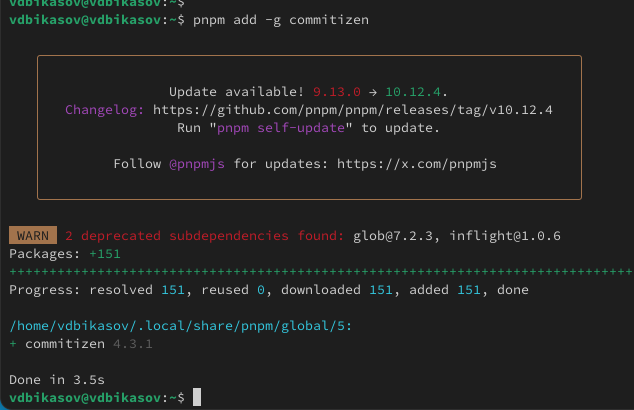 vdbikasov@vdbikasov:~$
vdbikasov@vdbikasov:~$ pnpm add -g commitizen
Update available! 9.13.0 → 10.12.4.
Changelog: https://github.com/pnpm/pnpm/releases/tag/v10.12.4
Run "pnpm self-update" to update.
Follow @pnpmjs for updates: https://x.com/pnpmjs
WARN 2 deprecated subdependencies found: glob@7.2.3, inflight@1.0.6
Packages: +151
+++++++++++++++++++++++++++++++++++++++++++++++++++++++++++++++++++++++++++++
Progress: resolved 151, reused 0, downloaded 151, added 151, done
/home/vdbikasov/.local/share/pnpm/global/5:
+ commitizen 4.3.1
Done in 3.5s
vdbikasov@vdbikasov:~$